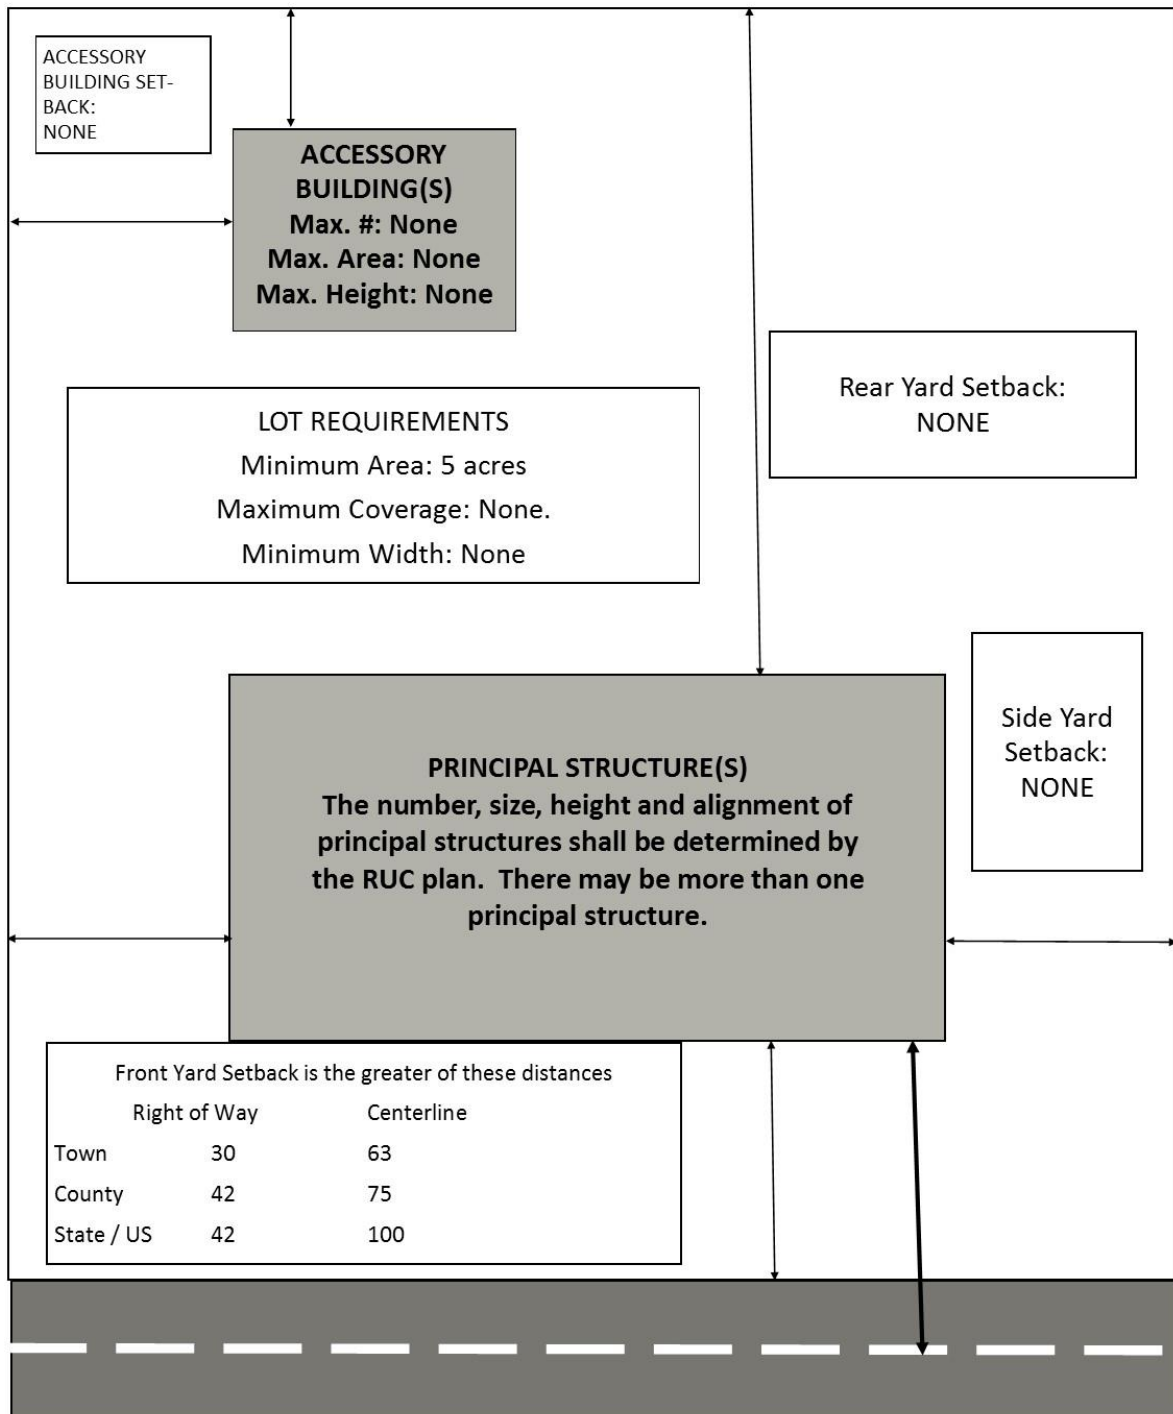 ACCESSORY
BUILDING SET-
BACK:
NONE
ACCESSORY
BUILDING(S)
Max. #: None
Max. Area: None
Max. Height: None
Rear Yard Setback:
NONE
LOT REQUIREMENTS
Minimum Area: 5 acres
Maximum Coverage: None.
Minimum Width: None
Side Yard
Setback:
NONE
PRINCIPAL STRUCTURE(S)
The number, size, height and alignment of
principal structures shall be determined by
the RUC plan.  There may be more than one
principal structure.
Front Yard Setback is the greater of these distances
Right of Way Centerline
Town 30 63
County 42 75
State / US 42 100